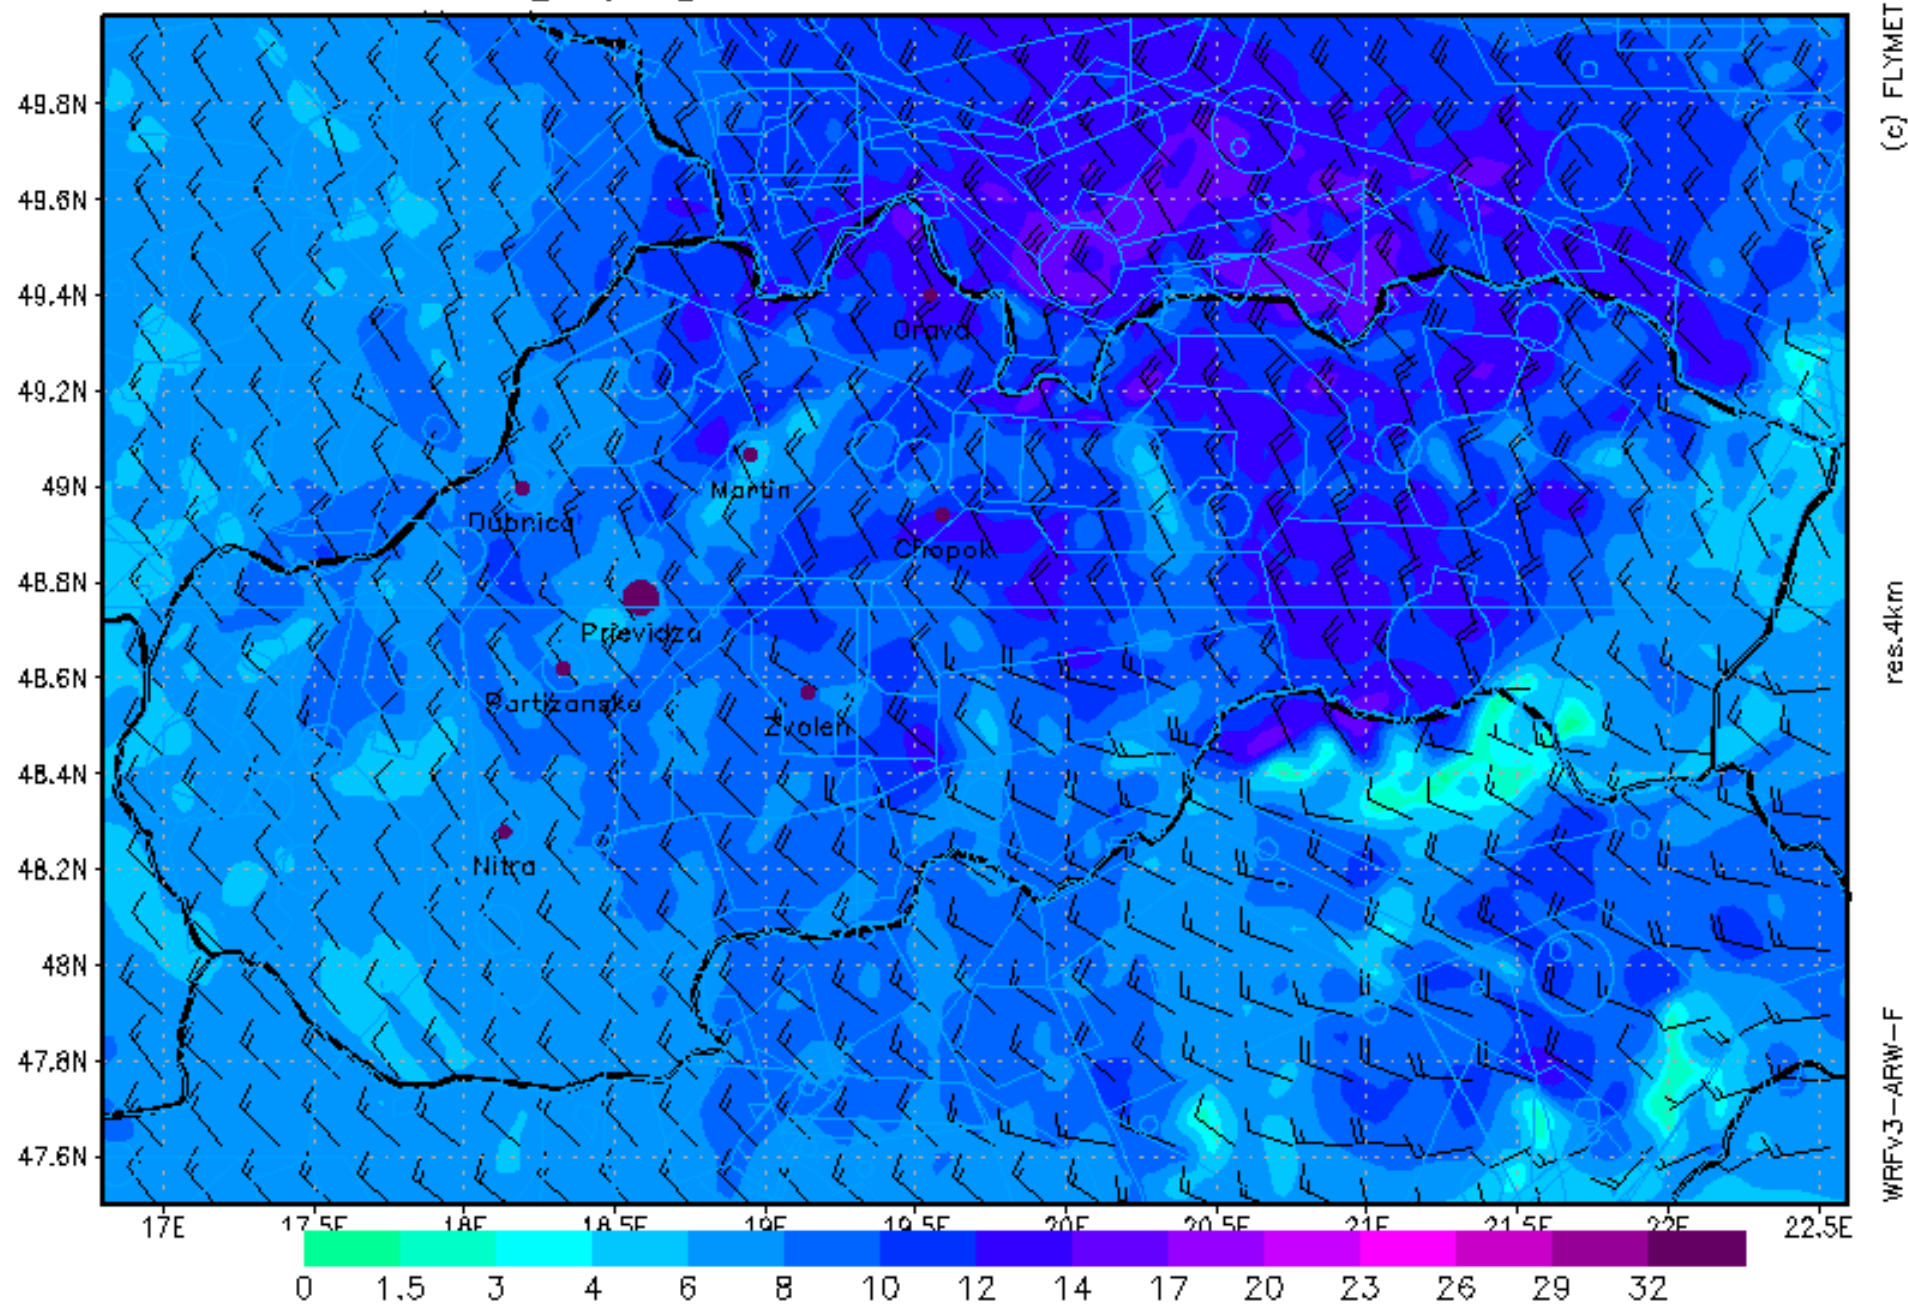 (c) FLYMET
49.8N
49.6N
49.4N
Orava
49.2N
Martin
49N
Dubnica
Chopok
48.8N
Prievidza
res.4km
48.6N
Partizanske
Zvolen
48.4N
Nitra
48.2N
48N
47.8N
WRFv3-ARW-F
47.6N
17E 17.5E 18E 18.5E 19E 19.5E 20E 20.5E 21E 21.5E 22E 22.5E
0 1.5 3 4 6 8 10 12 14 17 20 23 26 29 32